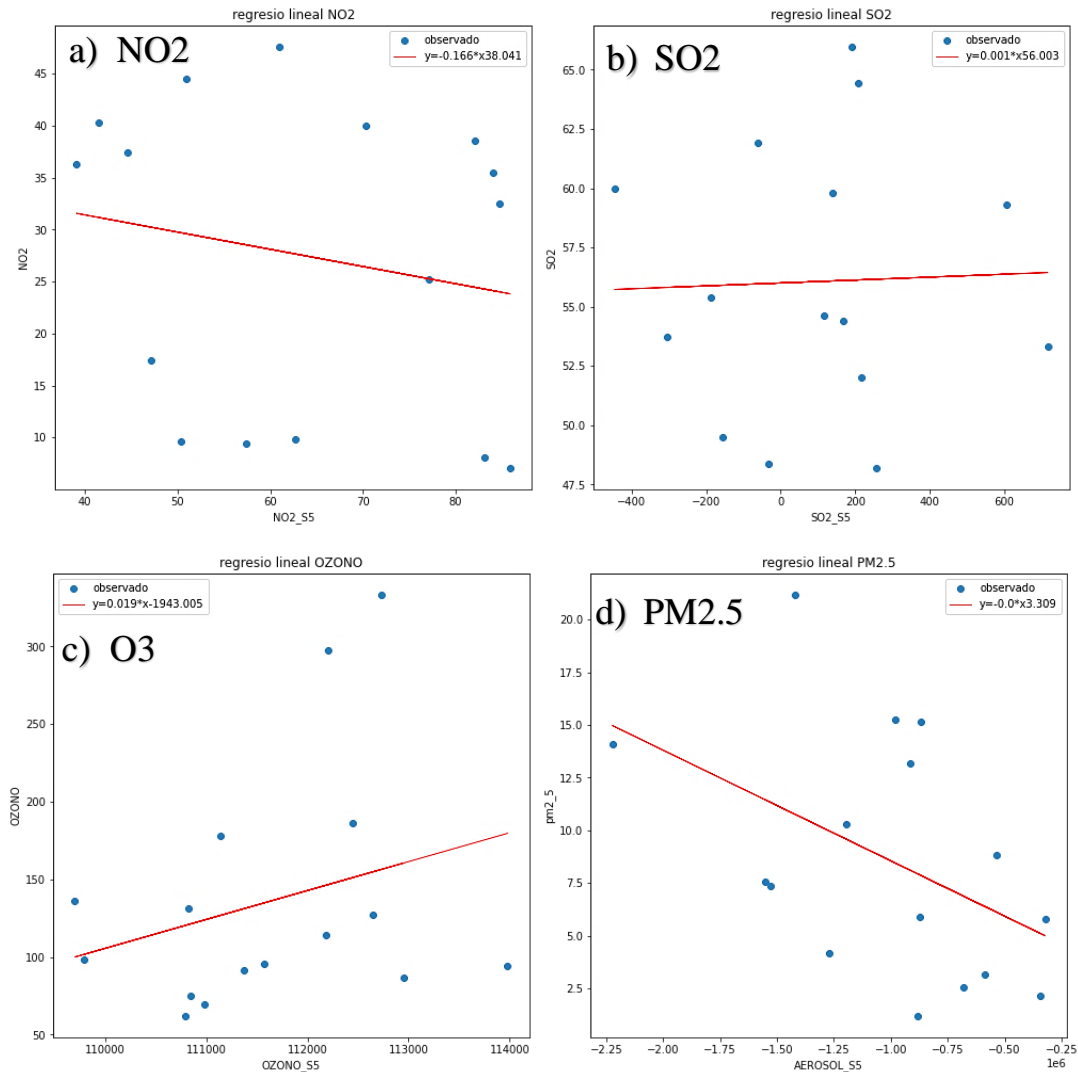 regresio lineal NO2
a) NO2
observado
y=-0.166*x38.041
45
40
35
30
25
20
15
10
NO2
40 50 60 70 80
NO2_S5
regresio lineal SO2
b) SO2
observado
y=0.001*x56.003
65.0
62.5
60.0
57.5
55.0
52.5
50.0
47.5
SO2
−400 −200 0 200 400 600
SO2_S5
regresio lineal OZONO
observado
y=0.019*x-1943.005
c) O3
300
250
200
150
100
50
OZONO
110000 111000 112000 113000 114000
OZONO_S5
regresio lineal PM2.5
d) PM2.5
observado
y=-0.0*x3.309
20.0
17.5
15.0
12.5
10.0
7.5
5.0
2.5
pm2_5
−2.25 −2.00 −1.75 −1.50 −1.25 −1.00 −0.75 −0.50 −0.25
1e6
AEROSOL_S5